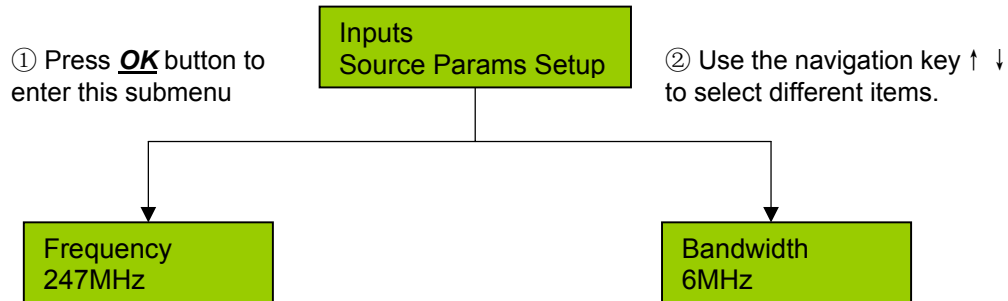 Inputs
Source Params Setup
① Press OK button to
enter this submenu
② Use the navigation key ↑ ↓
to select different items.
Frequency
247MHz
Bandwidth
6MHz